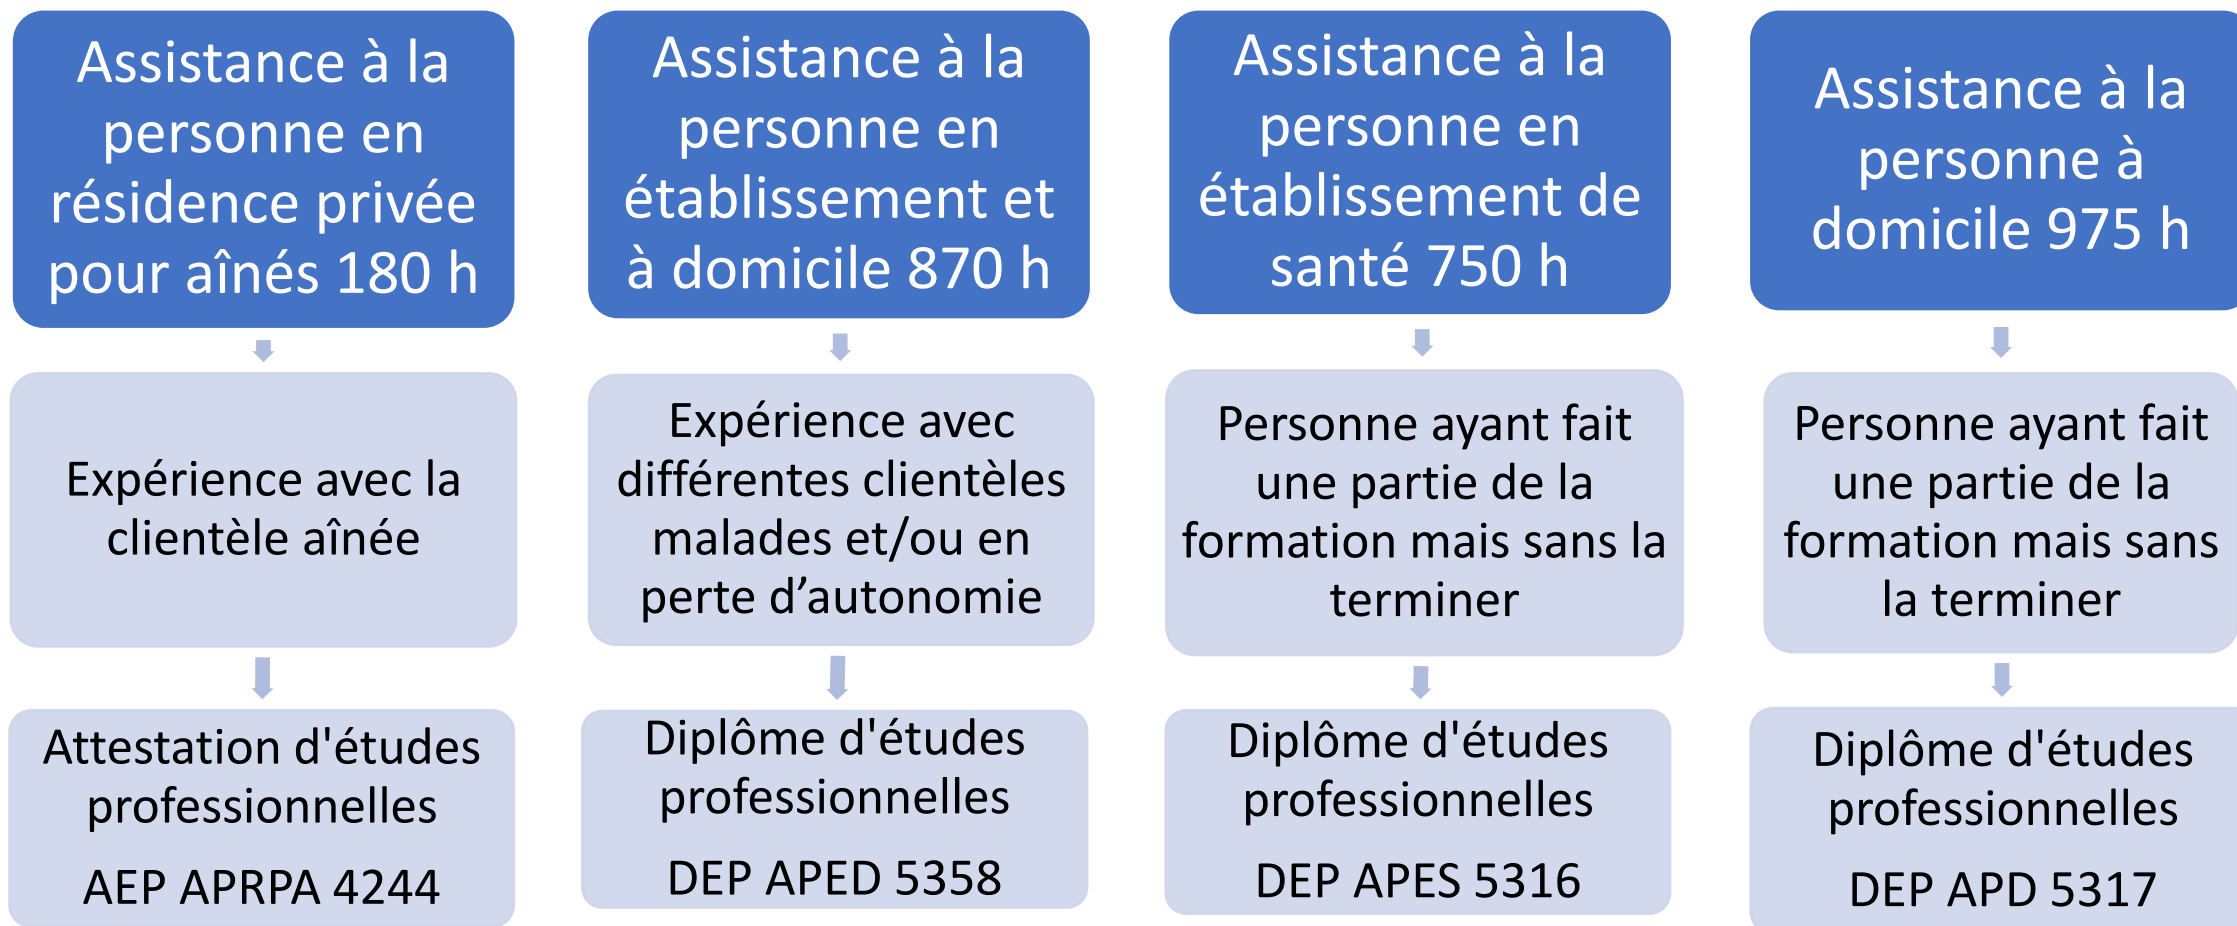 Assistance à la
personne en
résidence privée
pour aînés 180 h
Expérience avec la
clientèle aînée
Attestation d'études
professionnelles
AEP APRPA 4244
Assistance à la
personne en
établissement et
à domicile 870 h
Expérience avec
différentes clientèles
malades et/ou en
perte d’autonomie
Diplôme d'études
professionnelles
DEP APED 5358
Assistance à la
personne en
établissement de
santé 750 h
Personne ayant fait
une partie de la
formation mais sans la
terminer
Diplôme d'études
professionnelles
DEP APES 5316
Assistance à la
personne à
domicile 975 h
Personne ayant fait
une partie de la
formation mais sans
la terminer
Diplôme d'études
professionnelles
DEP APD 5317